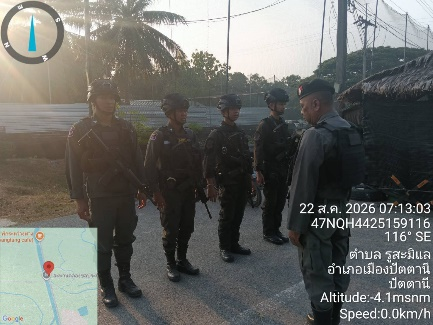 22 ส.ค. 2026 07:13:03
47NQH4425159116
116° SE
ตำบล รูสะมิแล
อำเภอเมืองปัตตานี
ปัตตานี
Altitude:-4.1msnm
Speed:0.0km/h
Google